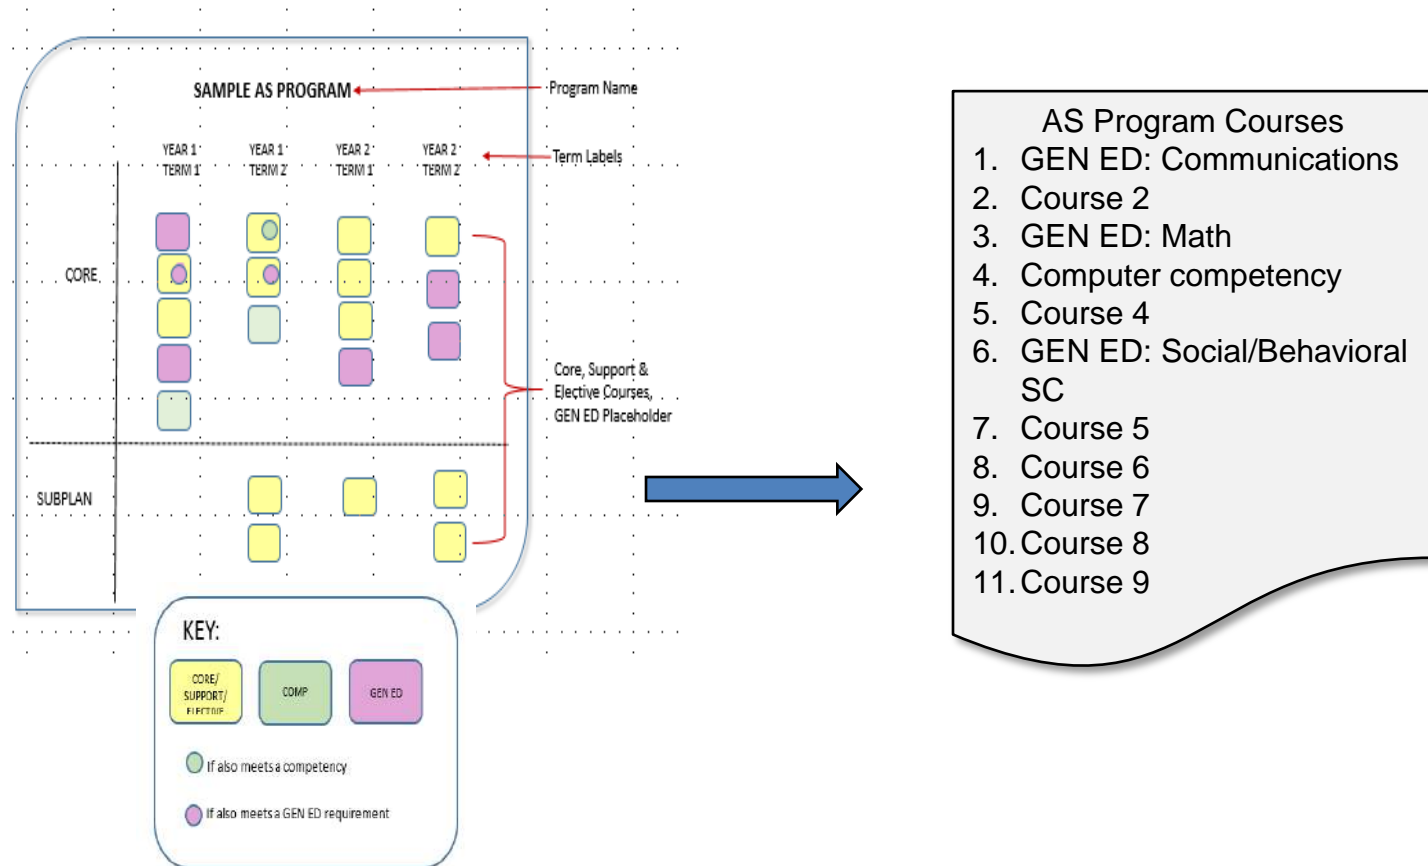 SAMPLE AS PROGRAM
Program Name
YEAR 1
TERM 1
YEAR 1
TERM 2
YEAR 2
TERM 1
YEAR 2
TERM 2
Term Labels
CORE
Core, Support &
Elective Courses,
GEN ED Placeholder
SUBPLAN
KEY:
CORE/
SUPPORT/
ELECTIVE
COMP
GEN ED
If also meets a competency
If also meets a GEN ED requirement
AS Program Courses
1. GEN ED: Communications
2. Course 2
3. GEN ED: Math
4. Computer competency
5. Course 4
6. GEN ED: Social/Behavioral
SC
7. Course 5
8. Course 6
9. Course 7
10. Course 8
11. Course 9